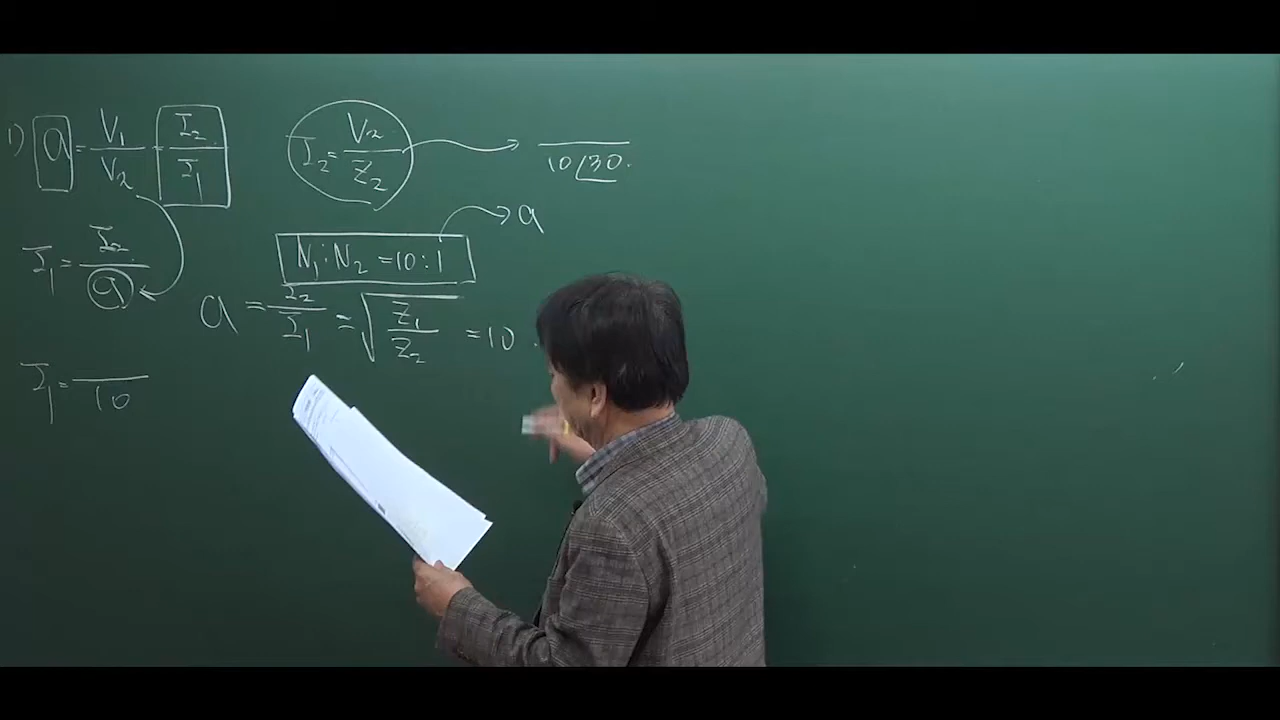 1) a = V₁/V₂ = I₂/I₁
I₂ = V₂/Z₂ → 10∠30.
I₁ = I₂/a
N₁ : N₂ = 10 : 1 → a
a = I₂/I₁ = √(Z₁/Z₂) = 10.
I₁ = /10